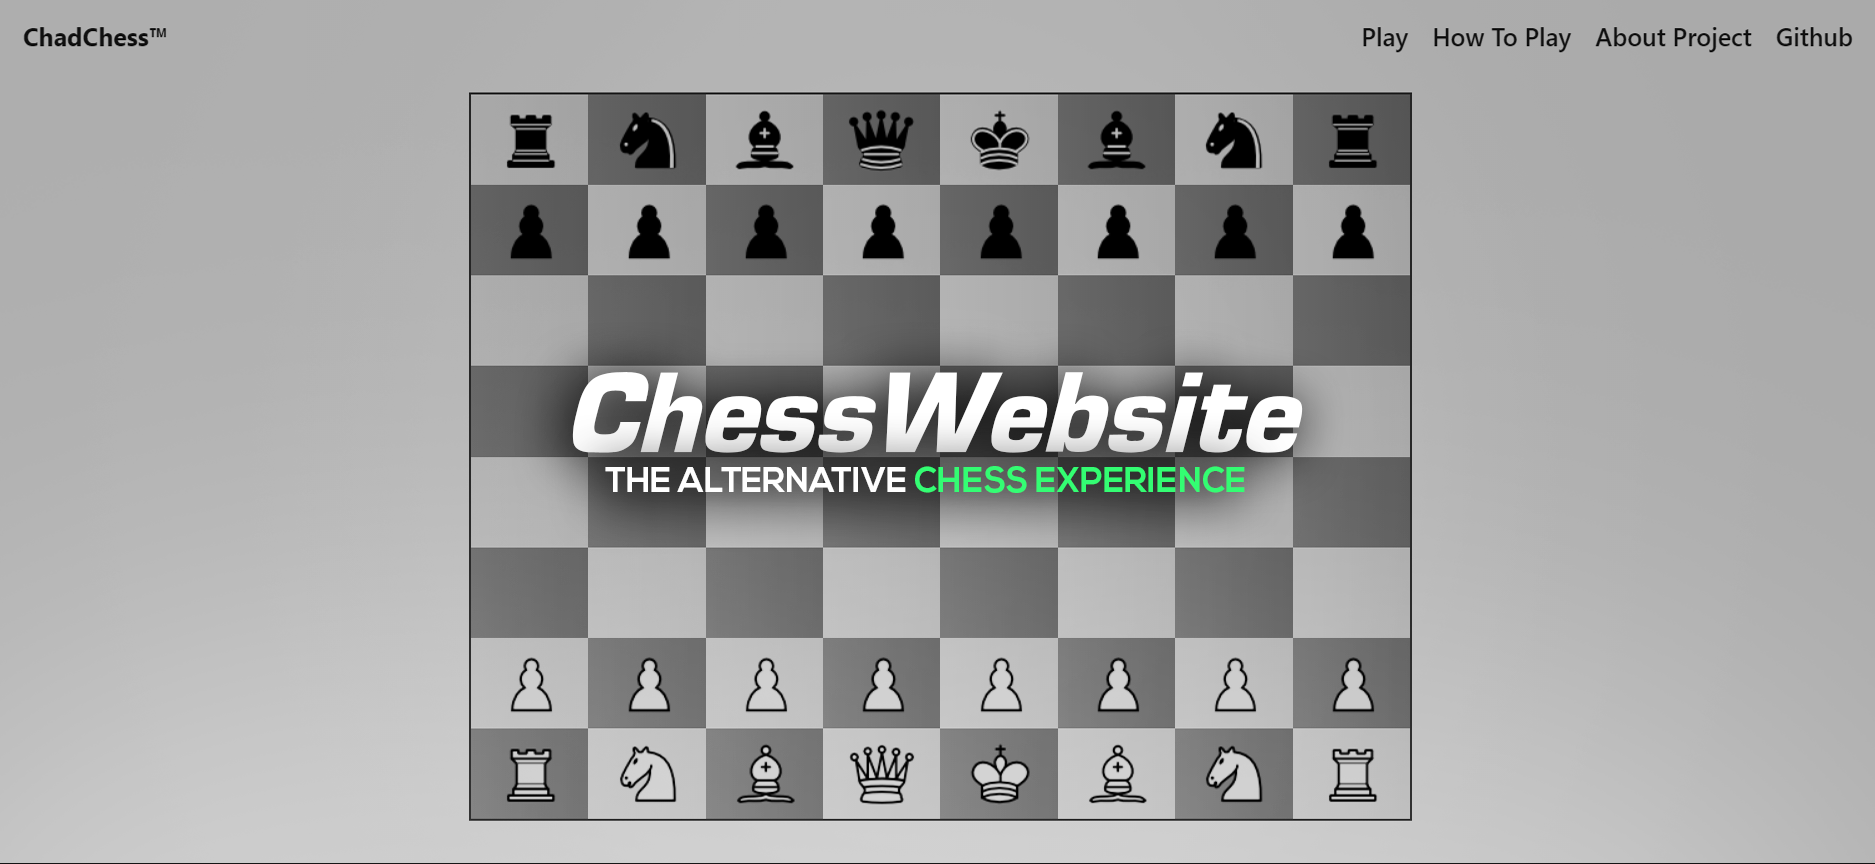 ChadChess™
Play How To Play About Project Github
ChessWebsite
THE ALTERNATIVE CHESS EXPERIENCE